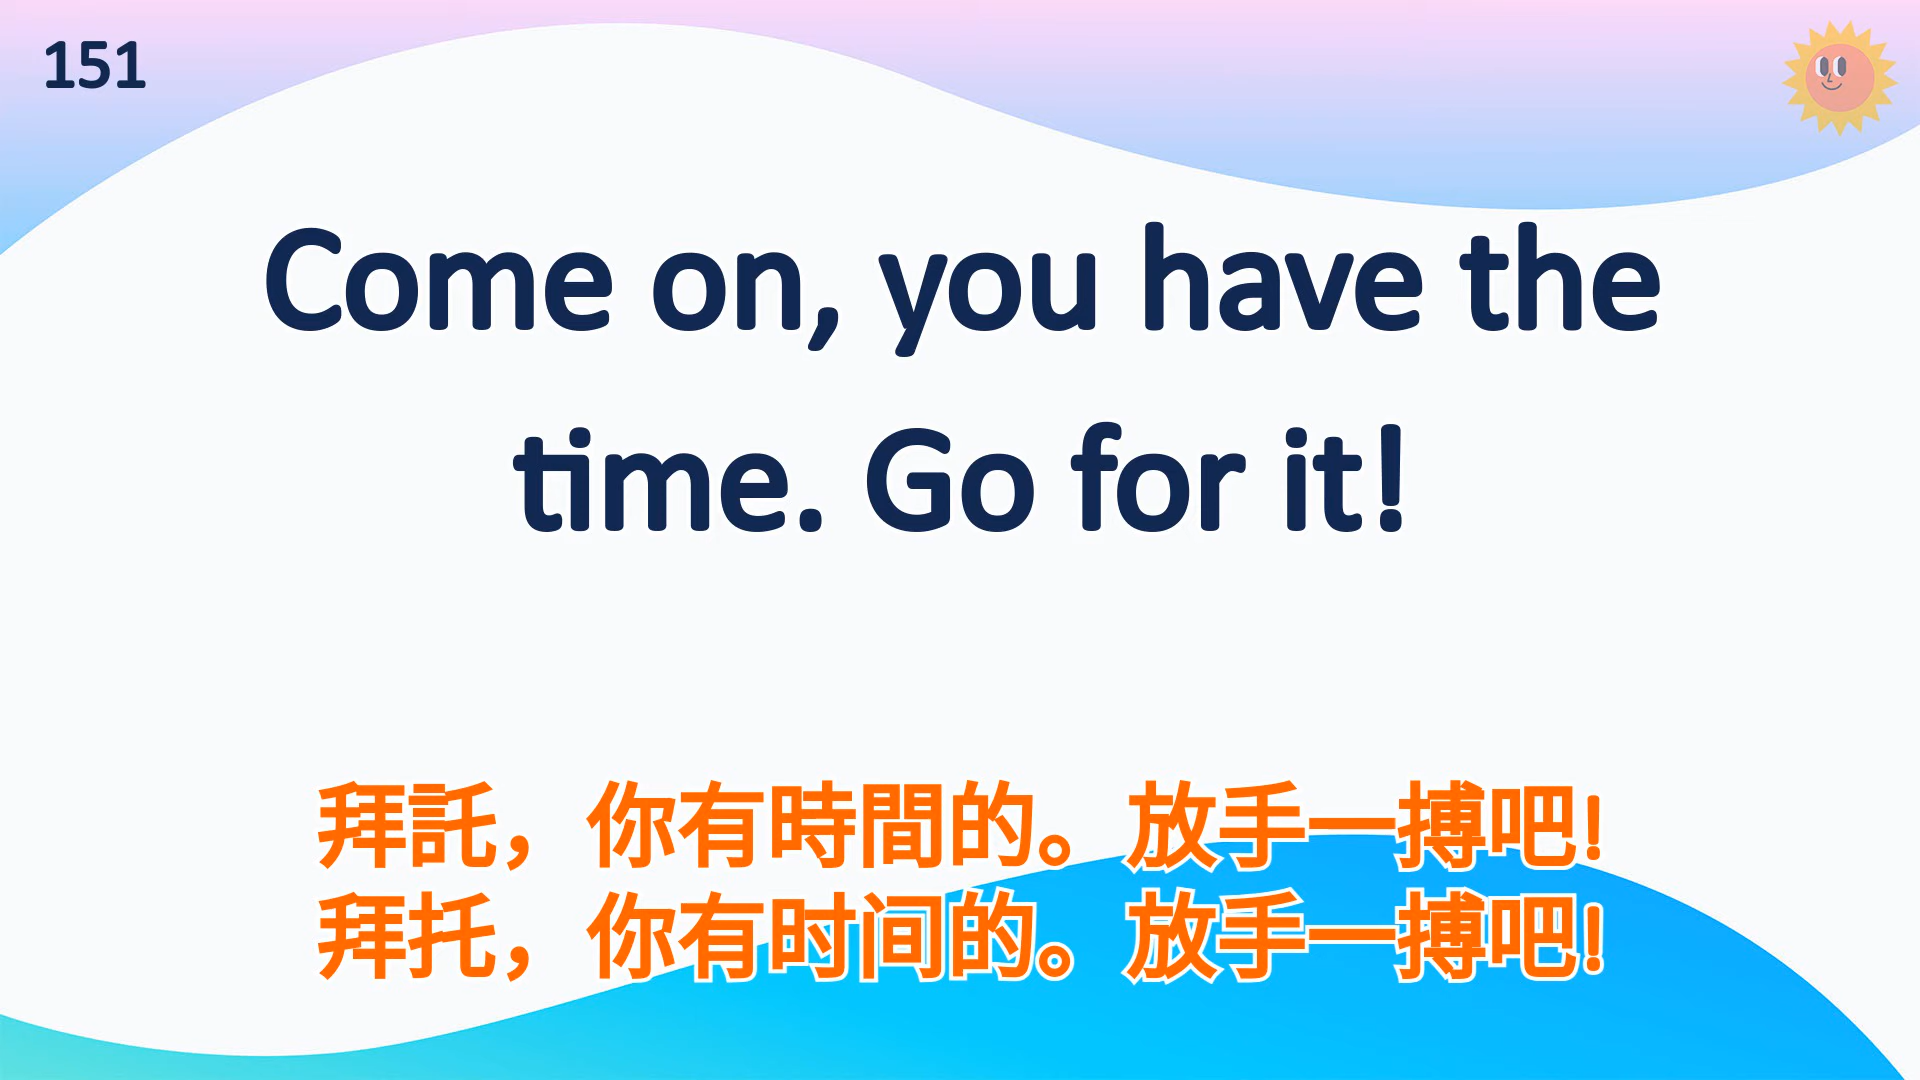 151
Come on, you have the
time. Go for it!
拜託，你有時間的。放手一搏吧!
拜托，你有时间的。放手一搏吧!